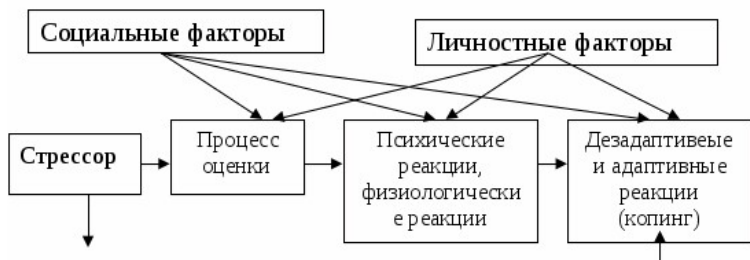 Социальные факторы
Личностные факторы
Стрессор
Процесс
оценки
Психические
реакции,
физиологически
е реакции
Дезадаптивеые
и адаптивные
реакции
(копинг)